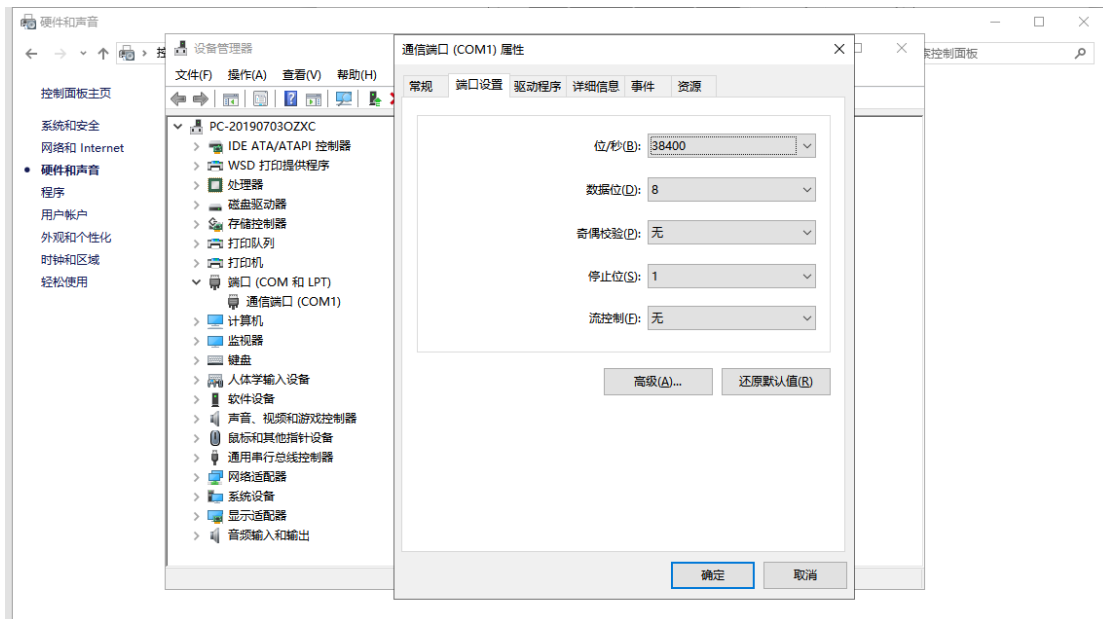 硬件和声音
控制面板主页
系统和安全
网络和 Internet
硬件和声音
程序
用户帐户
外观和个性化
时钟和区域
轻松使用
设备管理器
文件(F) 操作(A) 查看(V) 帮助(H)
PC-20190703OZXC
IDE ATA/ATAPI 控制器
WSD 打印提供程序
处理器
磁盘驱动器
存储控制器
打印队列
打印机
端口 (COM 和 LPT)
通信端口 (COM1)
计算机
监视器
键盘
人体学输入设备
软件设备
声音、视频和游戏控制器
鼠标和其他指针设备
通用串行总线控制器
网络适配器
系统设备
显示适配器
音频输入和输出
通信端口 (COM1) 属性
常规 端口设置 驱动程序 详细信息 事件 资源
位/秒(B): 38400
数据位(D): 8
奇偶校验(P): 无
停止位(S): 1
流控制(F): 无
高级(A)... 还原默认值(R)
确定 取消
控制面板